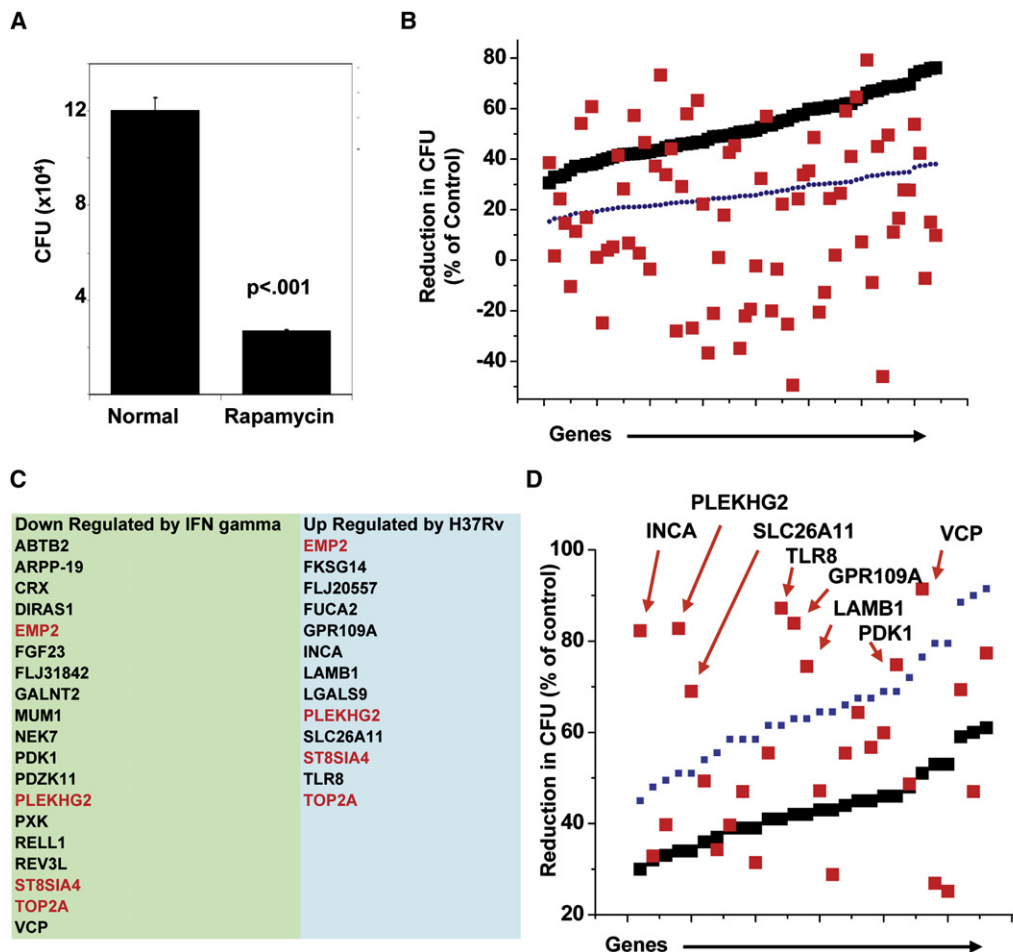 A
CFU (x10⁴)
12
8
4
p<.001
Normal
Rapamycin
B
Reduction in CFU
(% of Control)
80
60
40
20
0
-20
-40
Genes
C
Down Regulated by IFN gamma
ABTB2
ARPP-19
CRX
DIRAS1
EMP2
FGF23
FLJ31842
GALNT2
MUM1
NEK7
PDK1
PDZK11
PLEKHG2
PXK
RELL1
REV3L
ST8SIA4
TOP2A
VCP
Up Regulated by H37Rv
EMP2
FKSG14
FLJ20557
FUCA2
GPR109A
INCA
LAMB1
LGALS9
PLEKHG2
SLC26A11
PLEKHG2
ST8SIA4
TLR8
TOP2A
D
Reduction in CFU (% of control)
100
80
60
40
20
PLEKHG2
INCA
SLC26A11
TLR8
GPR109A
LAMB1
PDK1
VCP
Genes